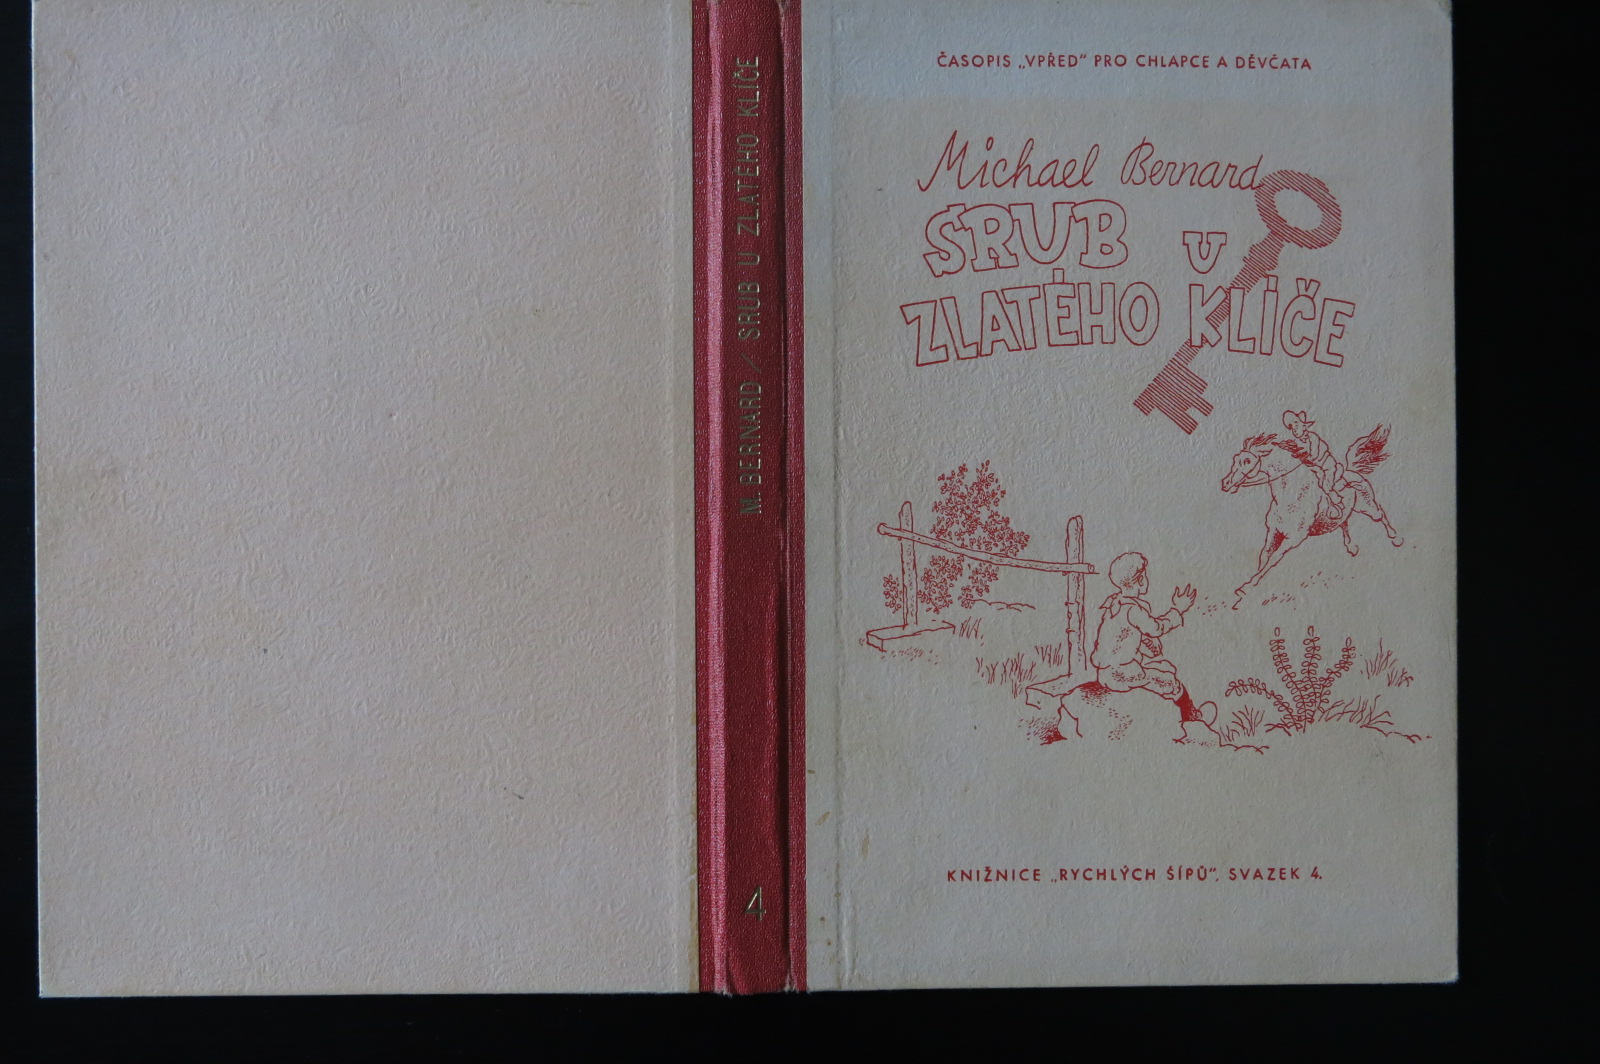 M. BERNARD / SRUB U ZLATÉHO KLÍČE
4
ČASOPIS „VPŘED“ PRO CHLAPCE A DĚVČATA
Michael Bernard
SRUB U
ZLATÉHO KLÍČE
KNIŽNICE „RYCHLÝCH ŠÍPŮ“. SVAZEK 4.